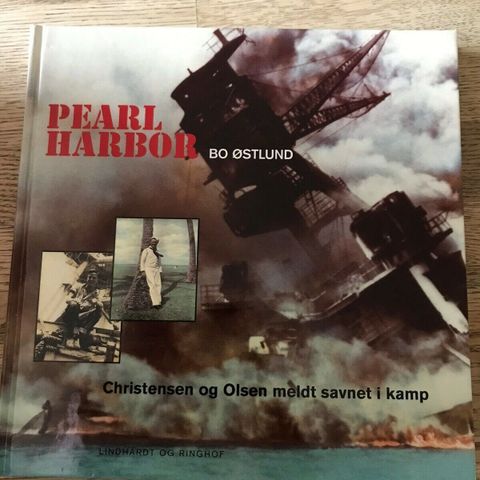 PEARL
HARBOR
BO ØSTLUND
Christensen og Olsen meldt savnet i kamp
LINDHARDT OG RINGHOF